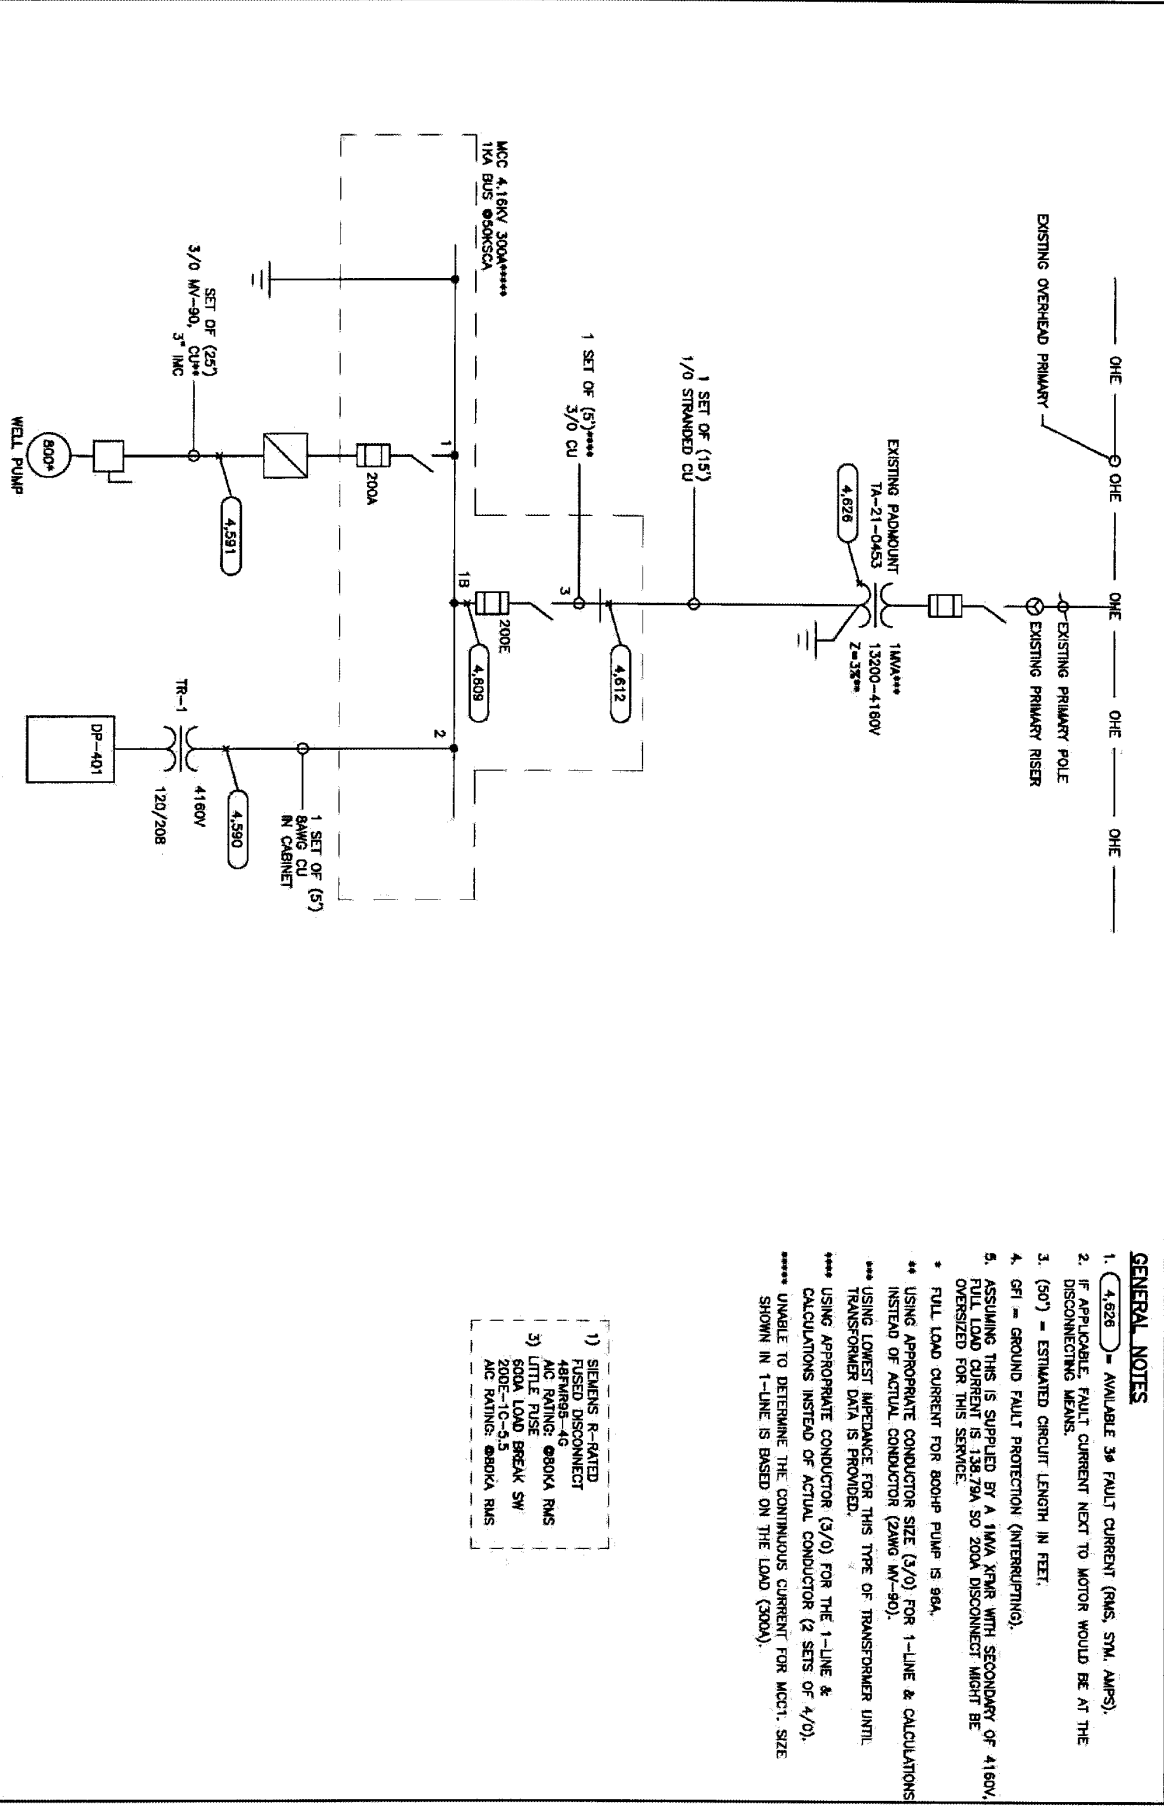 OHE
OHE
OHE
OHE
OHE
EXISTING OVERHEAD PRIMARY
EXISTING PRIMARY POLE
EXISTING PRIMARY RISER
EXISTING PADMOUNT
TA-21-0453
4,626
1MVA***
13200-4160V
Z=3%**
1 SET OF (15')
1/0 STRANDED CU
1 SET OF (5')****
3/0 CU
3
4,612
MCC 4.16KV 300A*****
1KA BUS @50KSCA
200E
1B
4,609
1
2
200A
4,591
SET OF (25')
3/0 MV-90, CU**
3" IMC
800*
WELL PUMP
1 SET OF (5')
8AWG CU
IN CABINET
4,590
TR-1
4160V
120/208
DP-401
GENERAL NOTES
1. 4,626 = AVAILABLE 3ø FAULT CURRENT (RMS, SYM. AMPS).
2. IF APPLICABLE, FAULT CURRENT NEXT TO MOTOR WOULD BE AT THE
DISCONNECTING MEANS.
3. (50') = ESTIMATED CIRCUIT LENGTH IN FEET.
4. GFI = GROUND FAULT PROTECTION (INTERRUPTING).
5. ASSUMING THIS IS SUPPLIED BY A 1MVA XFMR WITH SECONDARY OF 4160V,
FULL LOAD CURRENT IS 138.79A SO 200A DISCONNECT MIGHT BE
OVERSIZED FOR THIS SERVICE.
* FULL LOAD CURRENT FOR 800HP PUMP IS 98A.
** USING APPROPRIATE CONDUCTOR SIZE (3/0) FOR 1-LINE & CALCULATIONS
INSTEAD OF ACTUAL CONDUCTOR (2AWG MV-90).
*** USING LOWEST IMPEDANCE FOR THIS TYPE OF TRANSFORMER UNTIL
TRANSFORMER DATA IS PROVIDED.
**** USING APPROPRIATE CONDUCTOR (3/0) FOR THE 1-LINE &
CALCULATIONS INSTEAD OF ACTUAL CONDUCTOR (2 SETS OF 4/0).
***** UNABLE TO DETERMINE THE CONTINUOUS CURRENT FOR MCC1. SIZE
SHOWN IN 1-LINE IS BASED ON THE LOAD (300A).
1) SIEMENS R-RATED
FUSED DISCONNECT
48FMR95-4G
AIC RATING: @80KA RMS
3) LITTLE FUSE
600A LOAD BREAK SW
200E-1C-5.5
AIC RATING: @80KA RMS